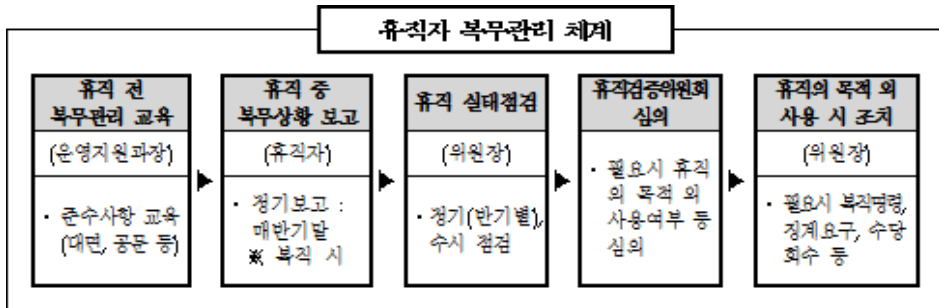 휴직자 복무관리 체계
휴직 전
복무관리 교육
(운영지원과장)
· 준수사항 교육
(대면, 공문 등)
휴직 중
복무상황 보고
(휴직자)
· 정기보고 :
매반기말
※ 복직 시
휴직 실태점검
(위원장)
· 정기(반기별),
수시 점검
휴직검증위원회
심의
· 필요시 휴직
의 목적 외
사용여부 등
심의
휴직의 목적 외
사용 시 조치
(위원장)
· 필요시 복직명령,
징계요구, 수당
회수 등